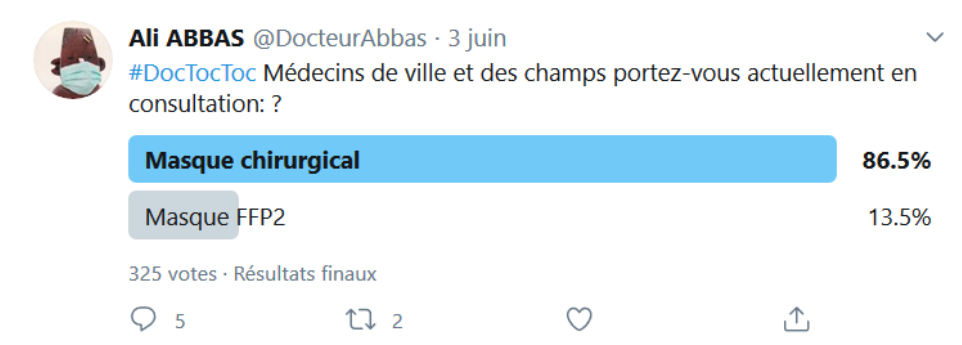 Ali ABBAS @DocteurAbbas · 3 juin
#DocTocToc Médecins de ville et des champs portez-vous actuellement en
consultation: ?
Masque chirurgical 86.5%
Masque FFP2 13.5%
325 votes · Résultats finaux
5 2